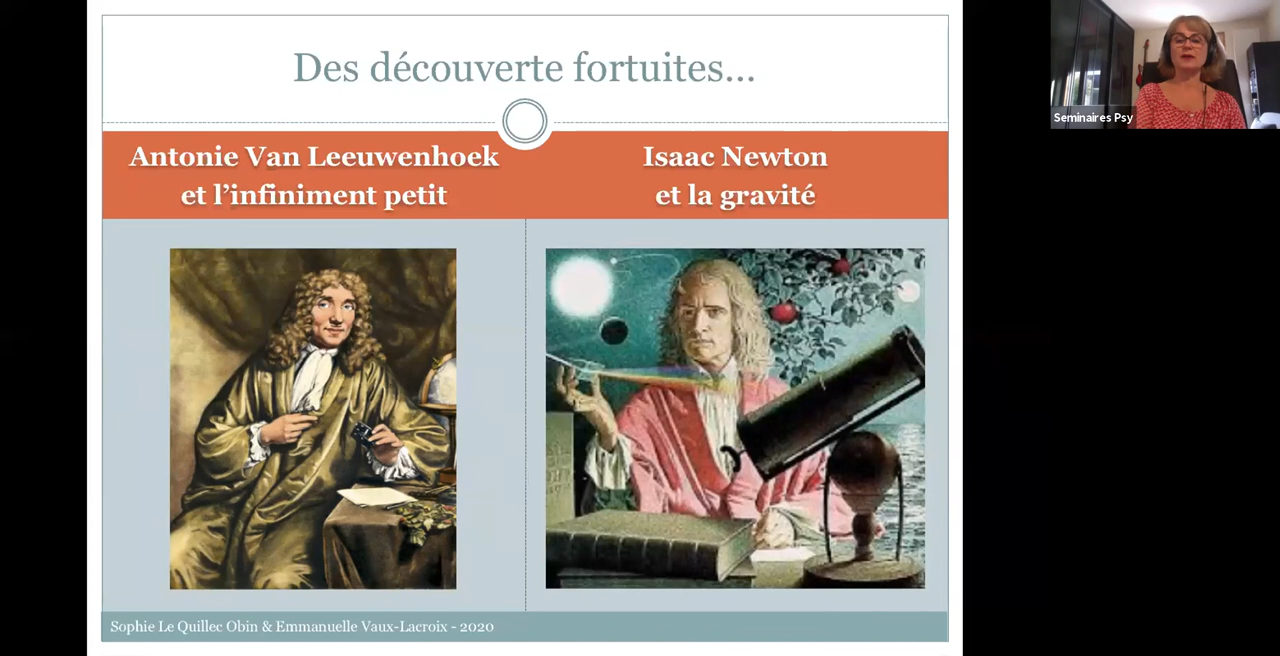 Des découverte fortuites...
Antonie Van Leeuwenhoek
et l'infiniment petit
Isaac Newton
et la gravité
Sophie Le Quillec Obin & Emmanuelle Vaux-Lacroix - 2020
Seminaires Psy